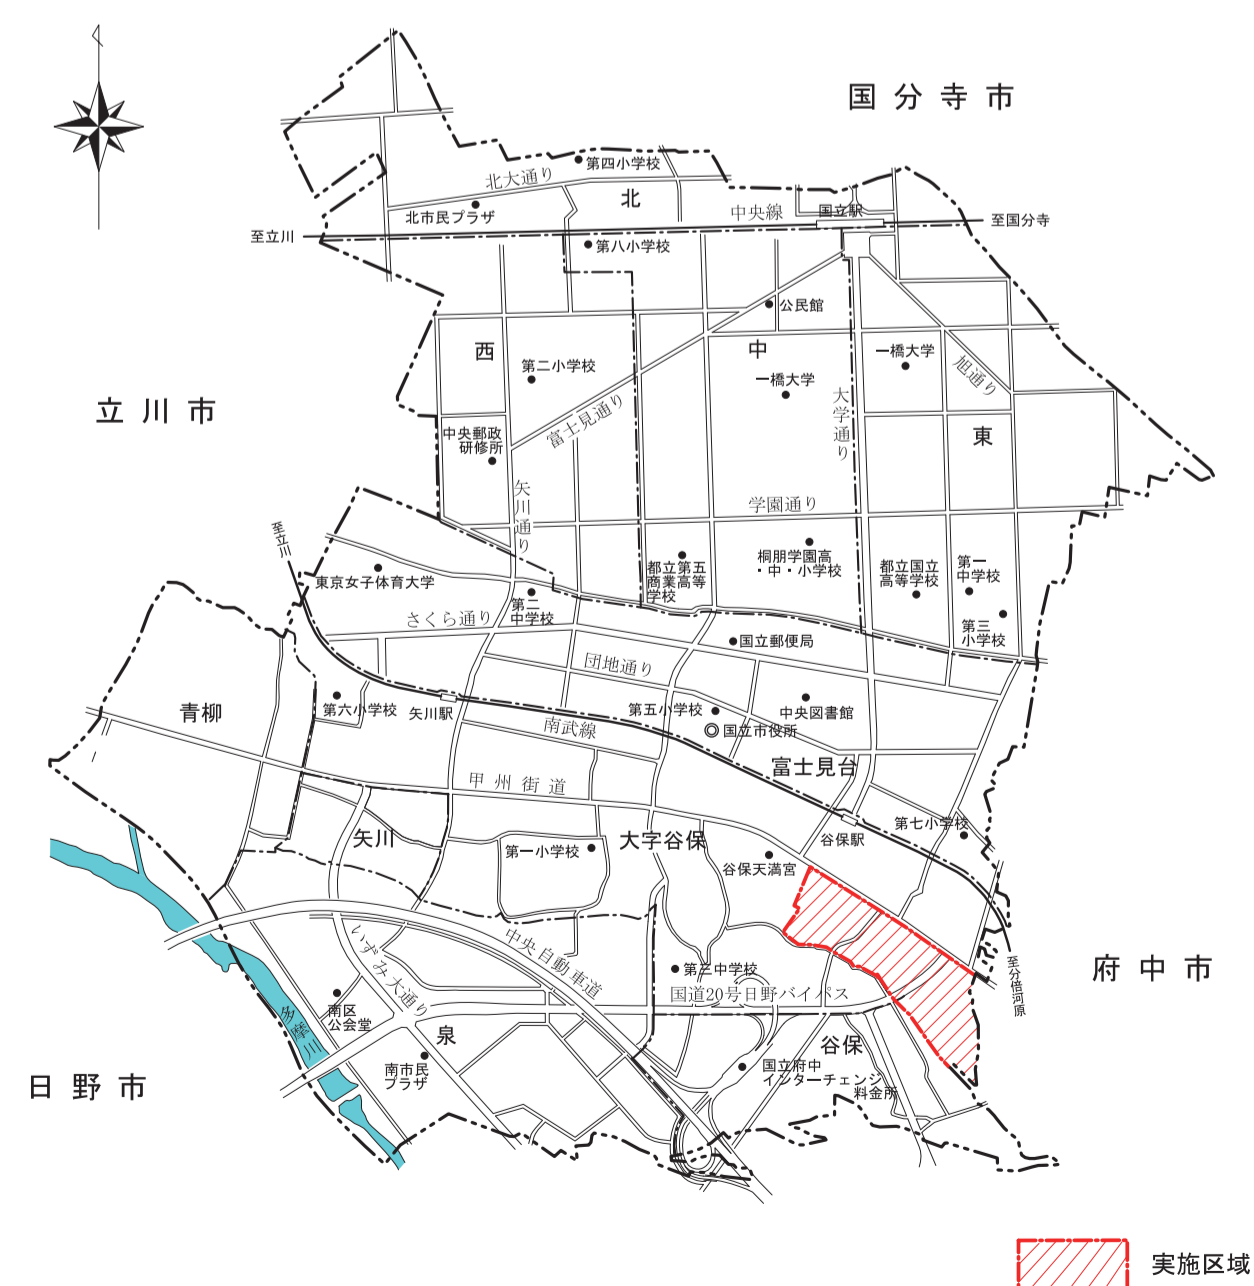 国分寺市
第四小学校
北大通り
北
北市民プラザ
中央線
国立駅
至国分寺
至立川
第八小学校
公民館
西
中
一橋大学
第二小学校
旭通り
一橋大学
立川市
大学通り
富士見通り
中央郵政
研修所
東
矢川通り
学園通り
至立川
桐朋学園高
・中・小学校
都立第五
商業高等
学校
都立国立
高等学校
第一
中学校
東京女子体育大学
第二
中学校
さくら通り
第三
小学校
国立郵便局
団地通り
青柳
第六小学校
矢川駅
第五小学校
中央図書館
南武線
国立市役所
富士見台
甲州街道
矢川
第一小学校
大字谷保
谷保駅
第七小学校
谷保天満宮
いずみ大通り
中央自動車道
第三中学校
国道20号日野バイパス
至分倍河原
府中市
多摩川
南区
公会堂
泉
谷保
南市民
プラザ
国立府中
インターチェンジ
料金所
日野市
実施区域